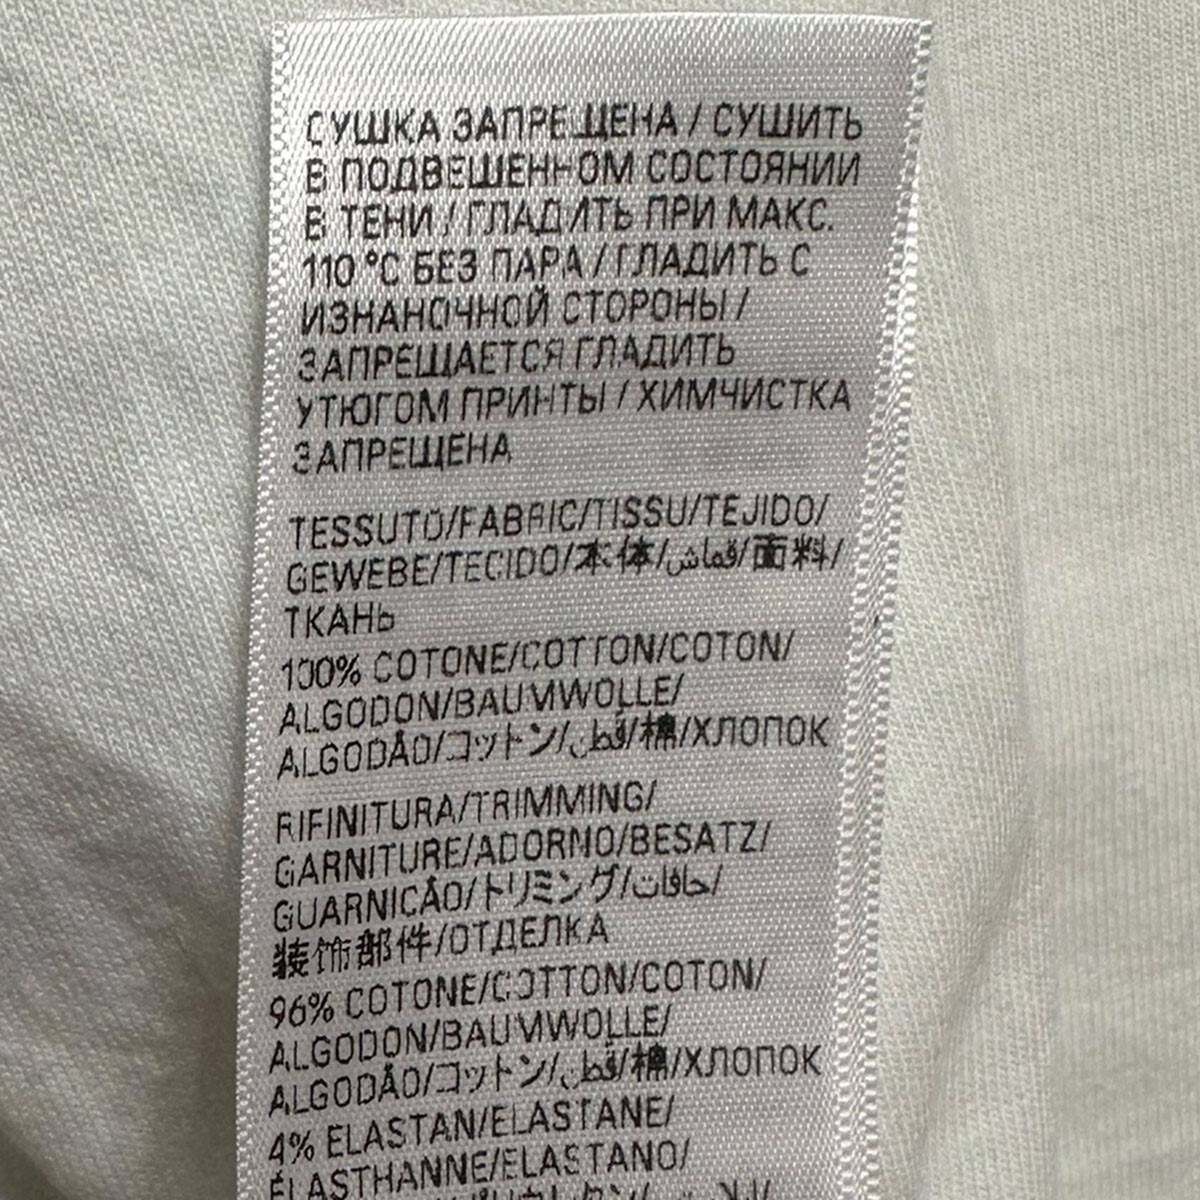 СУШКА ЗАПРЕЩЕНА / СУШИТЬ
В ПОДВЕШЕННОМ СОСТОЯНИИ
В ТЕНИ / ГЛАДИТЬ ПРИ МАКС.
110 °C БЕЗ ПАРА / ГЛАДИТЬ С
ИЗНАНОЧНОЙ СТОРОНЫ /
ЗАПРЕЩАЕТСЯ ГЛАДИТЬ
УТЮГОМ ПРИНТЫ / ХИМЧИСТКА
ЗАПРЕЩЕНА
TESSUTO/FABRIC/TISSU/TEJIDO/
GEWEBE/TECIDO/本体/قماش/面料/
ТКАНЬ
100% COTONE/COTTON/COTON/
ALGODON/BAUMWOLLE/
ALGODÃO/コットン/قطن/棉/ХЛОПОК
RIFINITURA/TRIMMING/
GARNITURE/ADORNO/BESATZ/
GUARNICÃO/トリミング/حافات/
装饰部件/ОТДЕЛКА
96% COTONE/COTTON/COTON/
ALGODON/BAUMWOLLE/
ALGODÃO/コットン/قطن/棉/ХЛОПОК
4% ELASTAN/ELASTANE/
ÉLASTHANNE/ELASTANO/